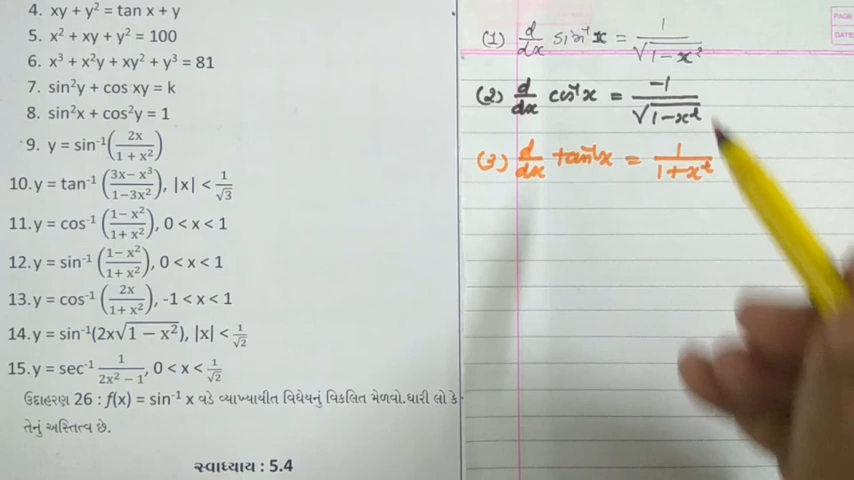 4. xy + y² = tan x + y
5. x² + xy + y² = 100
6. x³ + x²y + xy² + y³ = 81
7. sin²y + cos xy = k
8. sin²x + cos²y = 1
9. y = sin⁻¹(2x/(1 + x²))
10. y = tan⁻¹((3x − x³)/(1−3x²)), |x| < 1/√3
11. y = cos⁻¹((1− x²)/(1+ x²)), 0 < x < 1
12. y = sin⁻¹((1− x²)/(1+ x²)), 0 < x < 1
13. y = cos⁻¹(2x/(1+ x²)), -1 < x < 1
14. y = sin⁻¹(2x√(1 − x²)), |x| < 1/√2
15. y = sec⁻¹ 1/(2x² − 1), 0 < x < 1/√2
ઉદાહરણ 26 : f(x) = sin⁻¹ x વડે વ્યાખ્યાયીત વિધેયનું વિકલિત મેળવો.ધારી લો કે
તેનું અસ્તિત્વ છે.
સ્વાધ્યાય : 5.4
(1) d/dx sin⁻¹x = 1/√(1−x²)
(2) d/dx cos⁻¹x = −1/√(1−x²)
(3) d/dx tan⁻¹x = 1/(1+x²)
PAGE
DATE